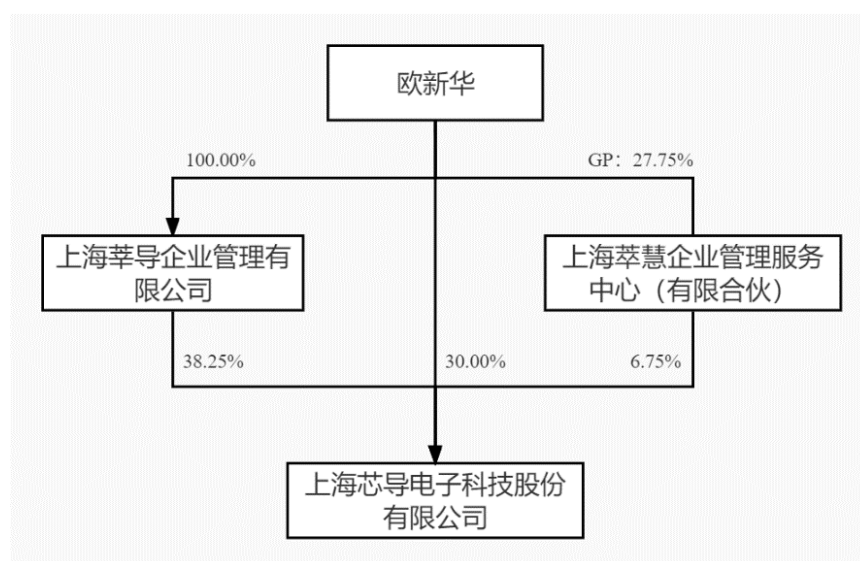 欧新华
100.00%
GP：27.75%
上海莘导企业管理有
限公司
上海萃慧企业管理服务
中心（有限合伙）
38.25%
30.00%
6.75%
上海芯导电子科技股份
有限公司